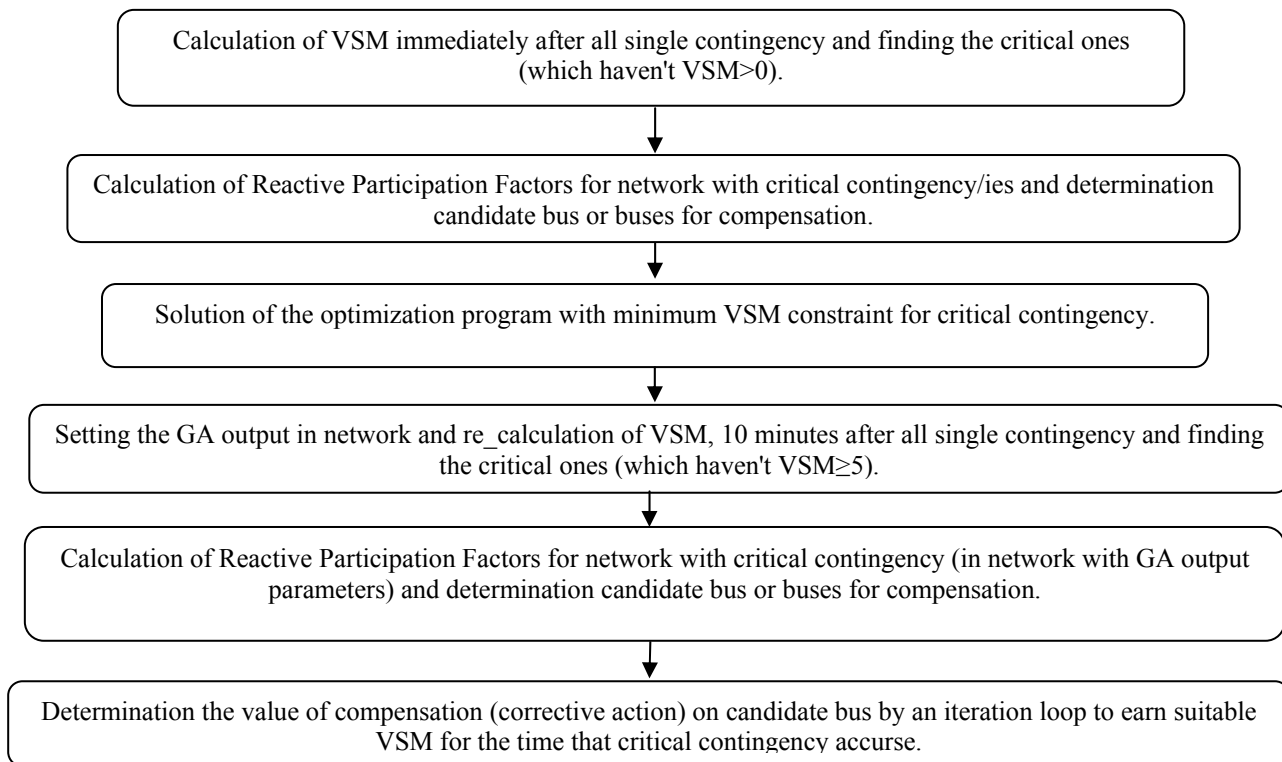 Calculation of VSM immediately after all single contingency and finding the critical ones
(which haven't VSM>0).
Calculation of Reactive Participation Factors for network with critical contingency/ies and determination
candidate bus or buses for compensation.
Solution of the optimization program with minimum VSM constraint for critical contingency.
Setting the GA output in network and re_calculation of VSM, 10 minutes after all single contingency and finding
the critical ones (which haven't VSM≥5).
Calculation of Reactive Participation Factors for network with critical contingency (in network with GA output
parameters) and determination candidate bus or buses for compensation.
Determination the value of compensation (corrective action) on candidate bus by an iteration loop to earn suitable
VSM for the time that critical contingency accurse.